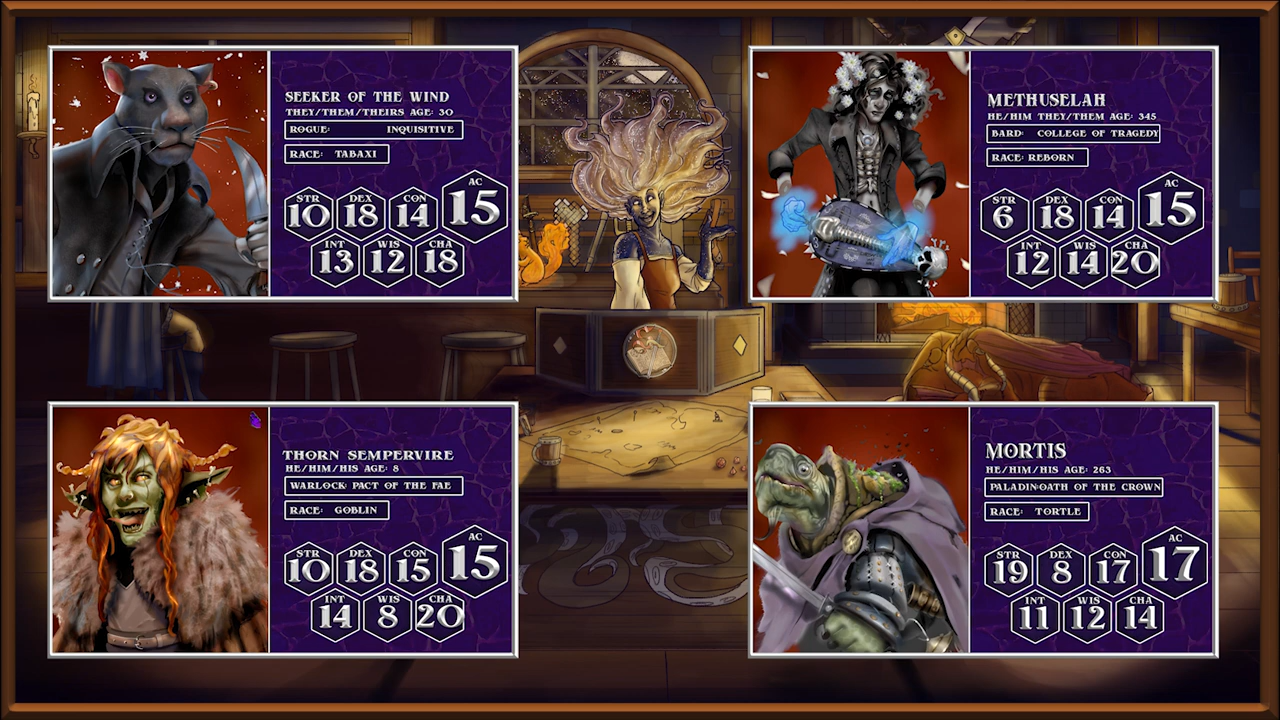 SEEKER OF THE WIND
THEY/THEM/THEIRS AGE: 30
ROGUE: INQUISITIVE
RACE: TABAXI
STR DEX CON AC
10 18 14 15
INT WIS CHA
13 12 18
METHUSELAH
HE/HIM THEY/THEM AGE: 345
BARD: COLLEGE OF TRAGEDY
RACE: REBORN
STR DEX CON AC
6 18 14 15
INT WIS CHA
12 14 20
THORN SEMPERVIRE
HE/HIM/HIS AGE: 8
WARLOCK: PACT OF THE FAE
RACE: GOBLIN
STR DEX CON AC
10 18 15 15
INT WIS CHA
14 8 20
MORTIS
HE/HIM/HIS AGE: 263
PALADIN:OATH OF THE CROWN
RACE: TORTLE
STR DEX CON AC
19 8 17 17
INT WIS CHA
11 12 14